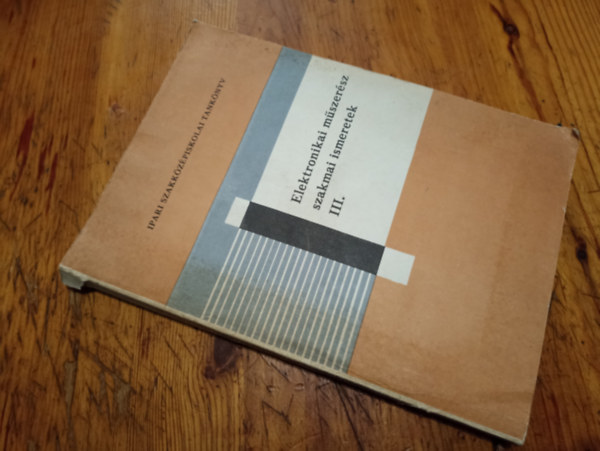 IPARI SZAKKÖZÉPISKOLAI TANKÖNYV
Elektronikai műszerész
szakmai ismeretek
III.